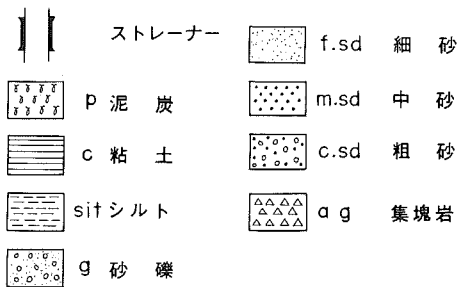 ストレーナー
p 泥炭
c 粘土
sit シルト
g 砂礫
f.sd 細砂
m.sd 中砂
c.sd 粗砂
a g 集塊岩